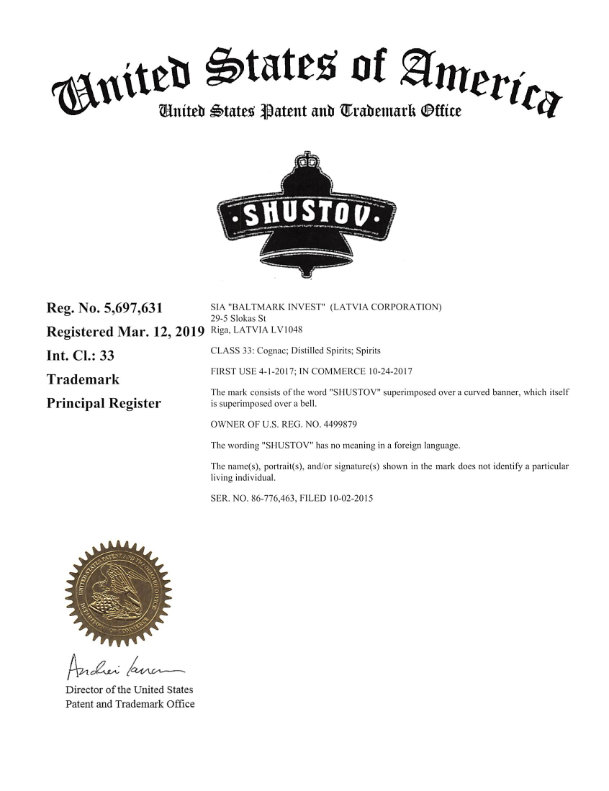 United States of America
United States Patent and Trademark Office
· SHUSTOV ·
Reg. No. 5,697,631
Registered Mar. 12, 2019
Int. Cl.: 33
Trademark
Principal Register
SIA "BALTMARK INVEST" (LATVIA CORPORATION)
29-5 Slokas St
Riga, LATVIA LV1048
CLASS 33: Cognac; Distilled Spirits; Spirits
FIRST USE 4-1-2017; IN COMMERCE 10-24-2017
The mark consists of the word "SHUSTOV" superimposed over a curved banner, which itself
is superimposed over a bell.
OWNER OF U.S. REG. NO. 4499879
The wording "SHUSTOV" has no meaning in a foreign language.
The name(s), portrait(s), and/or signature(s) shown in the mark does not identify a particular
living individual.
SER. NO. 86-776,463, FILED 10-02-2015
Andrei Iancu
Director of the United States
Patent and Trademark Office